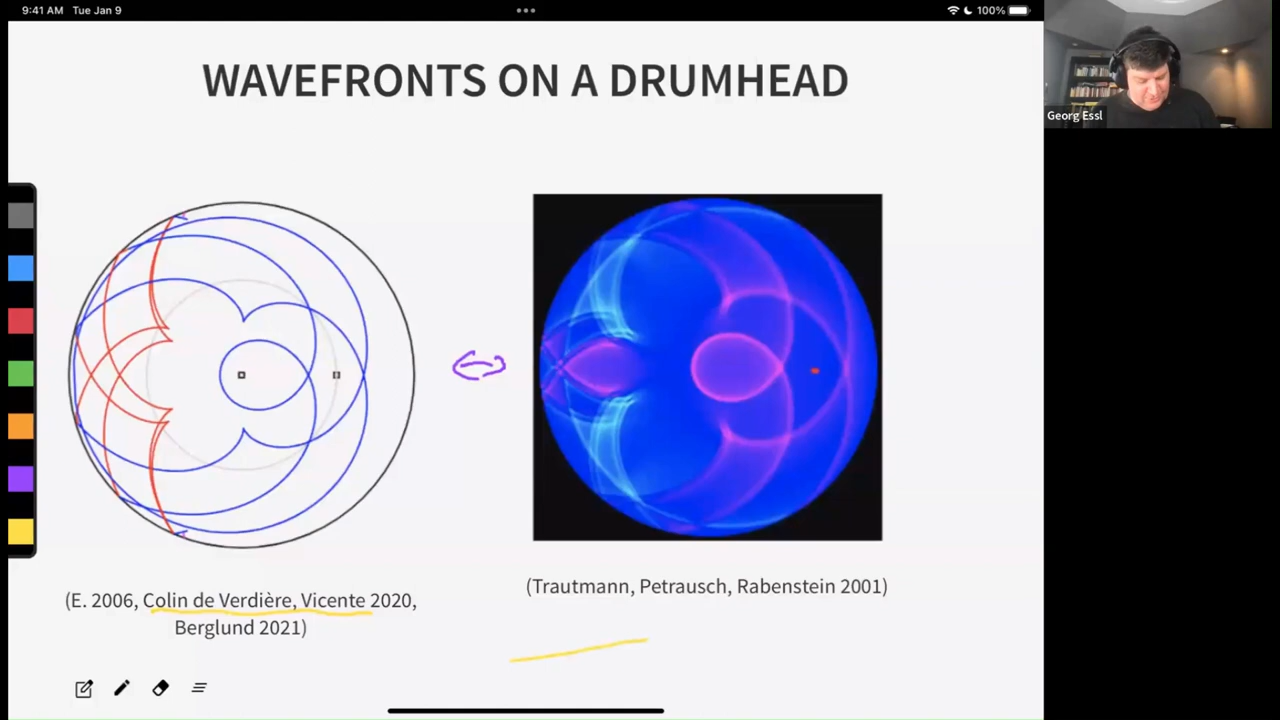 9:41 AM Tue Jan 9
100%
WAVEFRONTS ON A DRUMHEAD
Georg Essl
(E. 2006, Colin de Verdière, Vicente 2020,
Berglund 2021)
(Trautmann, Petrausch, Rabenstein 2001)